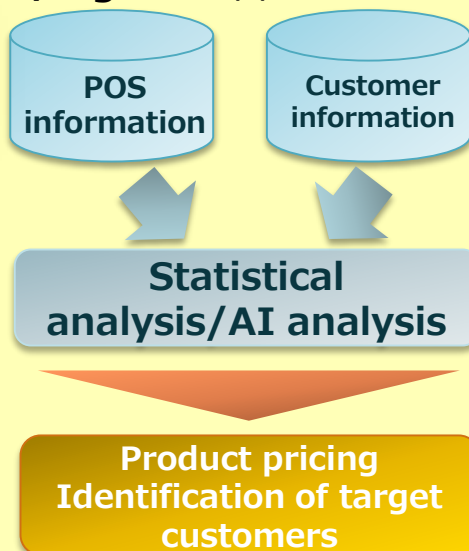 POS
information
Customer
information
Statistical
analysis/AI analysis
Product pricing
Identification of target
customers